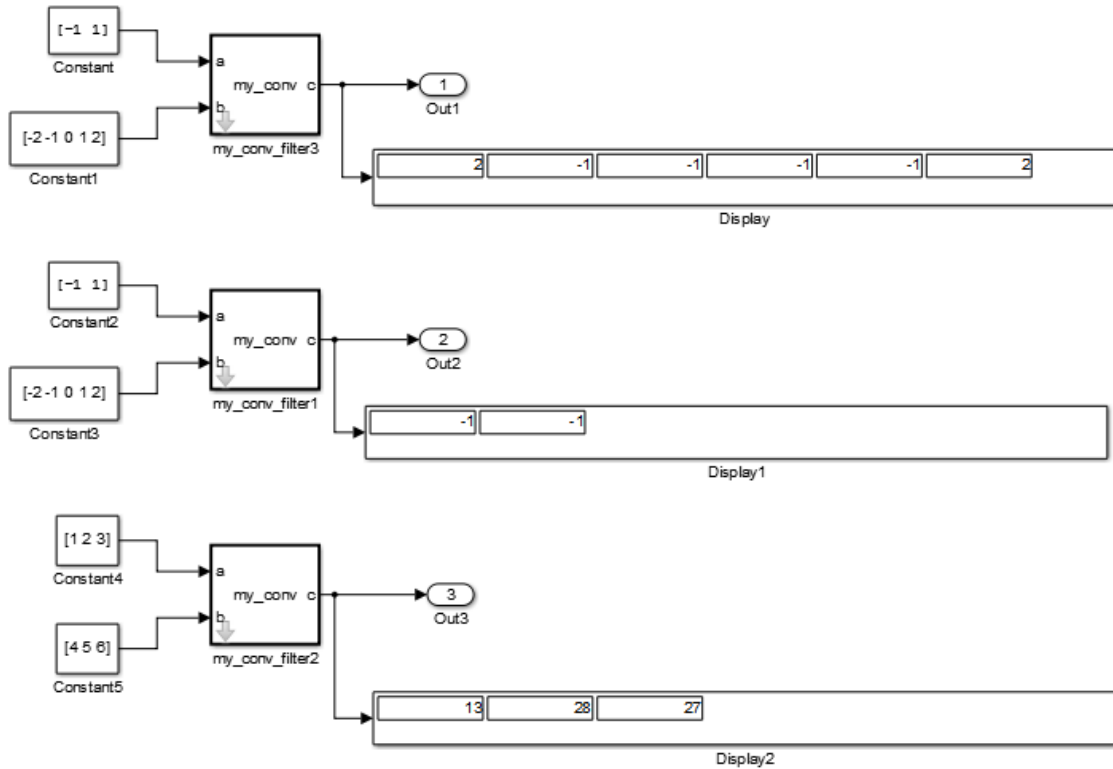 [-1 1]
Constant
[-2 -1 0 1 2]
Constant1
a
b
my_conv c
my_conv_filter3
1
Out1
2 -1 -1 -1 -1 2
Display
[-1 1]
Constant2
[-2 -1 0 1 2]
Constant3
a
b
my_conv c
my_conv_filter1
2
Out2
-1 -1
Display1
[1 2 3]
Constant4
[4 5 6]
Constant5
a
b
my_conv c
my_conv_filter2
3
Out3
13 28 27
Display2